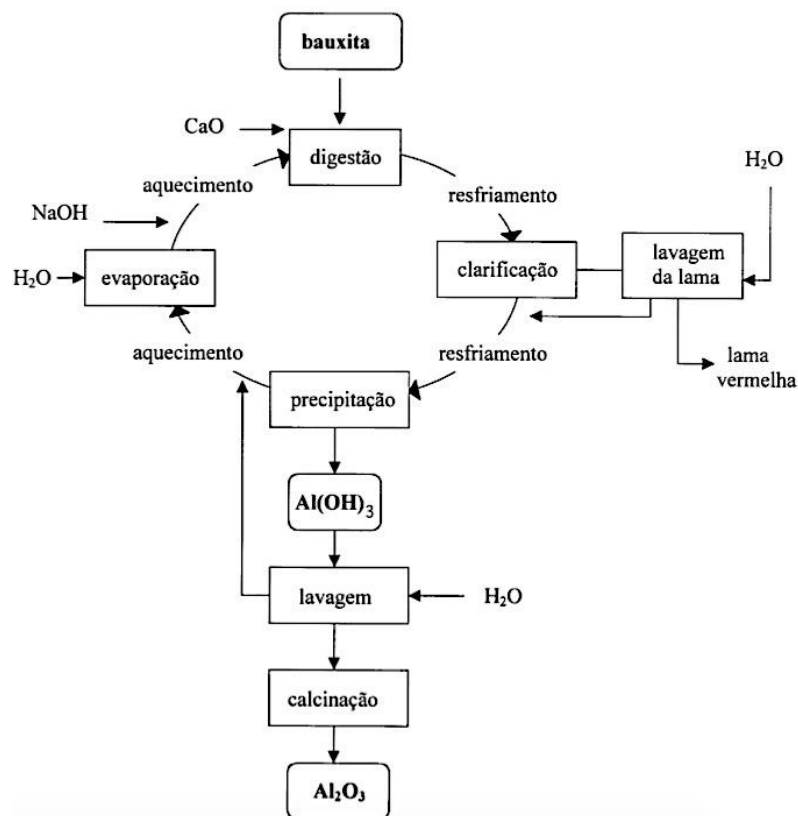 bauxita
CaO
digestão
H₂O
aquecimento
resfriamento
NaOH
lavagem
da lama
H₂O
evaporação
clarificação
aquecimento
resfriamento
lama
vermelha
precipitação
Al(OH)₃
lavagem
H₂O
calcinação
Al₂O₃